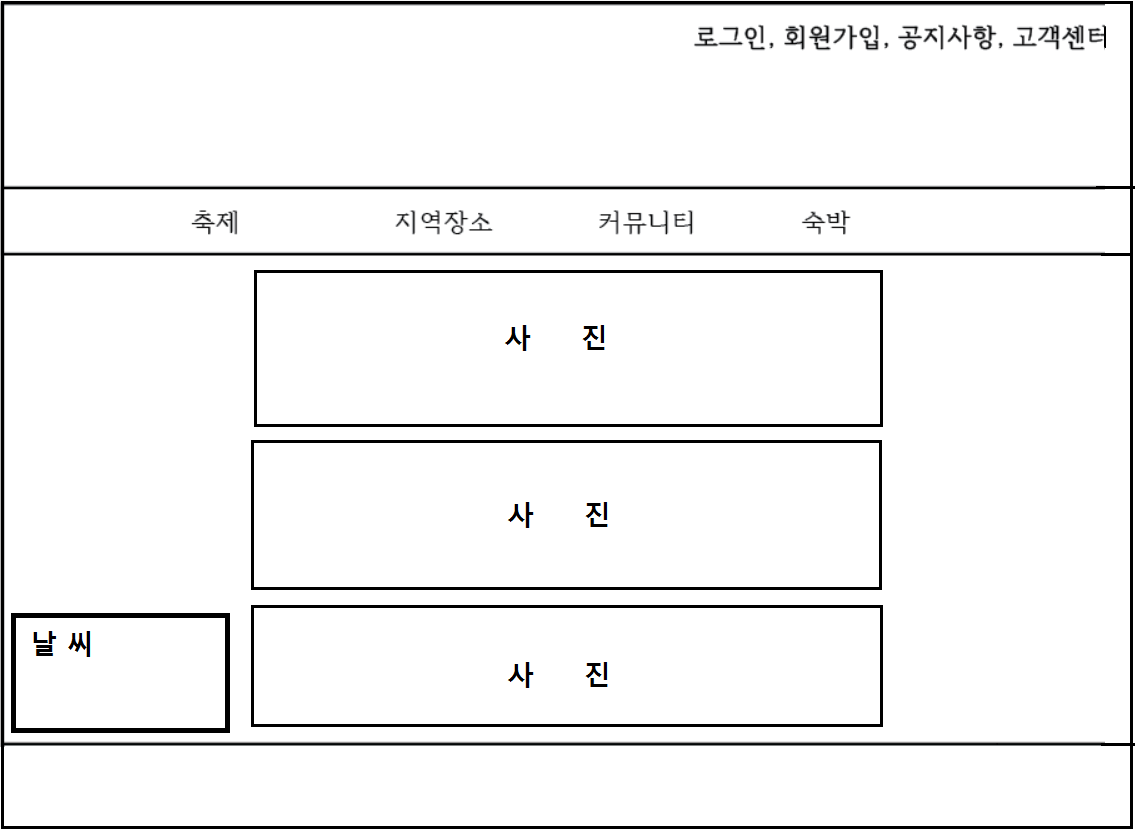 로그인, 회원가입, 공지사항, 고객센터
축제 지역장소 커뮤니티 숙박
사 진
사 진
날 씨
사 진